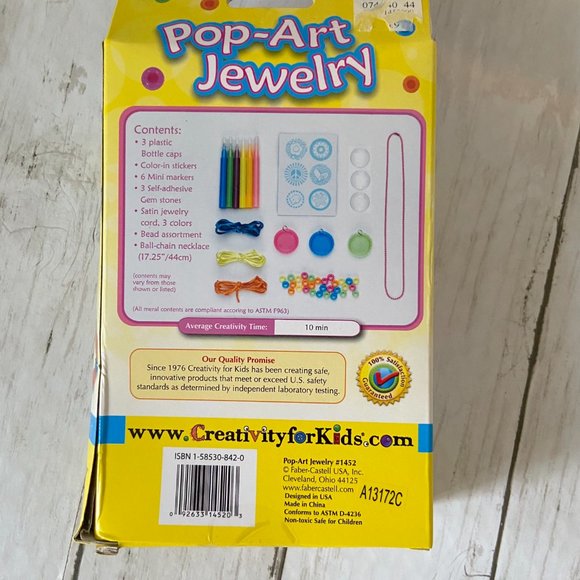 Pop-Art
Jewelry
Contents:
• 3 plastic
Bottle caps
• Color-in stickers
• 6 Mini markers
• 3 Self-adhesive
Gem stones
• Satin jewelry
cord, 3 colors
• Bead assortment
• Ball-chain necklace
(17.25"/44cm)
(contents may
vary from those
shown or listed)
(All meral contents are compliant accoring to ASTM F963)
Average Creativity Time: 10 min
Our Quality Promise
Since 1976 Creativity for Kids has been creating safe,
innovative products that meet or exceed U.S. safety
standards as determined by independent laboratory testing.
100% Satisfaction
Guaranteed
www.CreativityforKids.com
ISBN 1-58530-842-0
0 92633 14520 3
Pop-Art Jewelry #1452
© Faber-Castell USA, Inc.
Cleveland, Ohio 44125
www.fabercastell.com
Designed in USA
Made in China
Conforms to ASTM D-4236
Non-toxic Safe for Children
A13172C